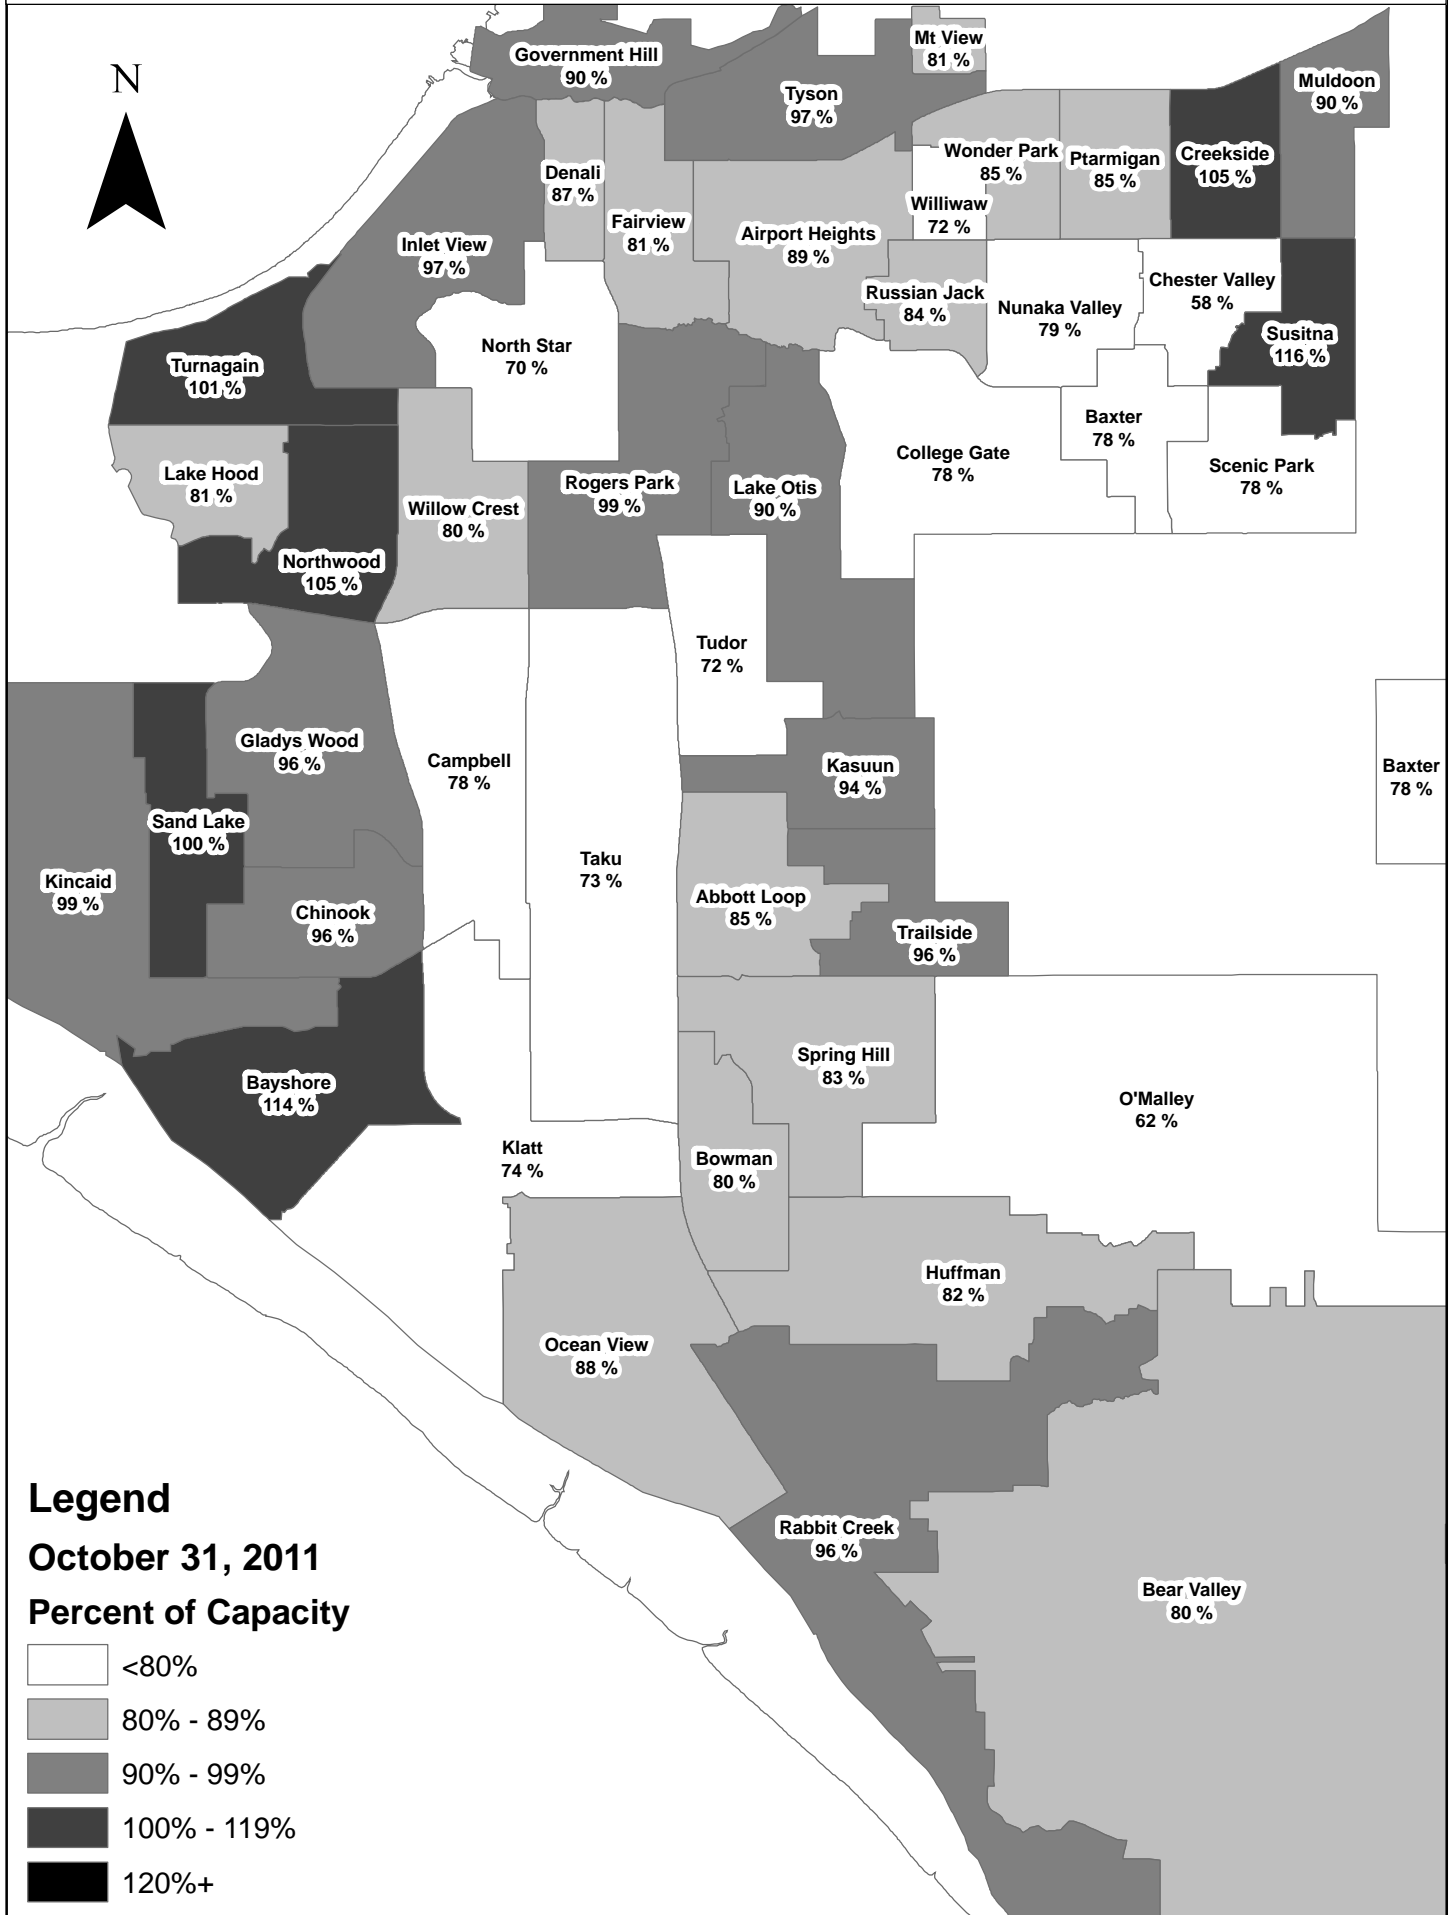 N
Government Hill
90 %
Mt View
81 %
Tyson
97 %
Muldoon
90 %
Denali
87 %
Wonder Park
85 %
Ptarmigan
85 %
Creekside
105 %
Williwaw
72 %
Inlet View
97 %
Fairview
81 %
Airport Heights
89 %
Russian Jack
84 %
Nunaka Valley
79 %
Chester Valley
58 %
Susitna
116 %
Turnagain
101 %
North Star
70 %
Baxter
78 %
College Gate
78 %
Scenic Park
78 %
Lake Hood
81 %
Willow Crest
80 %
Rogers Park
99 %
Lake Otis
90 %
Northwood
105 %
Tudor
72 %
Gladys Wood
96 %
Campbell
78 %
Kasuun
94 %
Baxter
78 %
Sand Lake
100 %
Taku
73 %
Kincaid
99 %
Chinook
96 %
Abbott Loop
85 %
Trailside
96 %
Bayshore
114 %
Spring Hill
83 %
O'Malley
62 %
Klatt
74 %
Bowman
80 %
Huffman
82 %
Ocean View
88 %
Rabbit Creek
96 %
Bear Valley
80 %
Legend
October 31, 2011
Percent of Capacity
<80%
80% - 89%
90% - 99%
100% - 119%
120%+